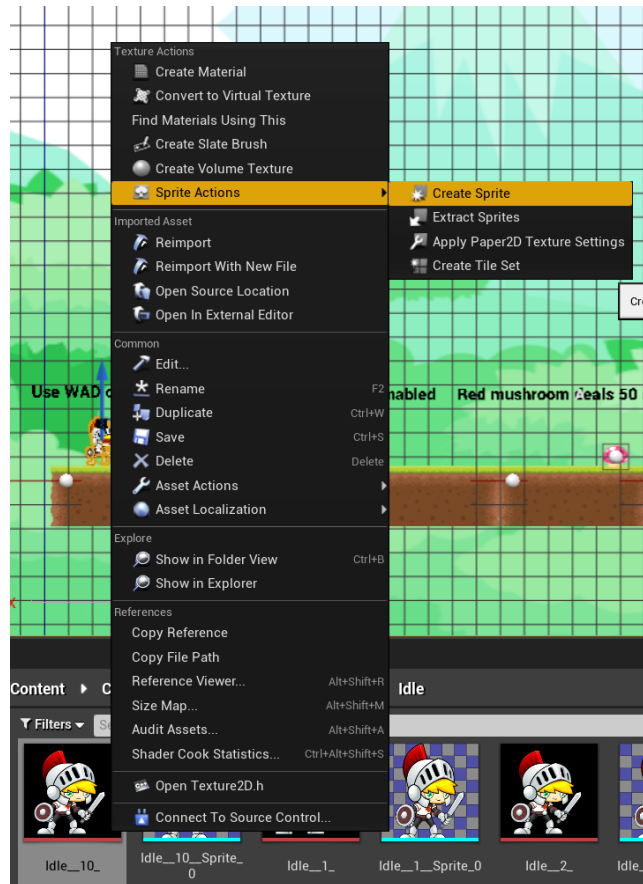 Texture Actions
Create Material
Convert to Virtual Texture
Find Materials Using This
Create Slate Brush
Create Volume Texture
Sprite Actions
Create Sprite
Extract Sprites
Apply Paper2D Texture Settings
Create Tile Set
Imported Asset
Reimport
Reimport With New File
Open Source Location
Open In External Editor
Cr
Common
Edit...
Rename F2
Duplicate Ctrl+W
Save Ctrl+S
Delete Delete
Asset Actions
Asset Localization
Use WAD
Red mushroom deals 50
Explore
Show in Folder View Ctrl+B
Show in Explorer
References
Copy Reference
Copy File Path
Reference Viewer... Alt+Shift+R
Size Map... Alt+Shift+M
Audit Assets... Alt+Shift+A
Shader Cook Statistics... Ctrl+Alt+Shift+S
Open Texture2D.h
Connect To Source Control...
Content C Idle
Filters Se
Idle__10_
Idle__10__Sprite_
0
Idle__1_
Idle__1__Sprite_0
Idle__2_
Idle_